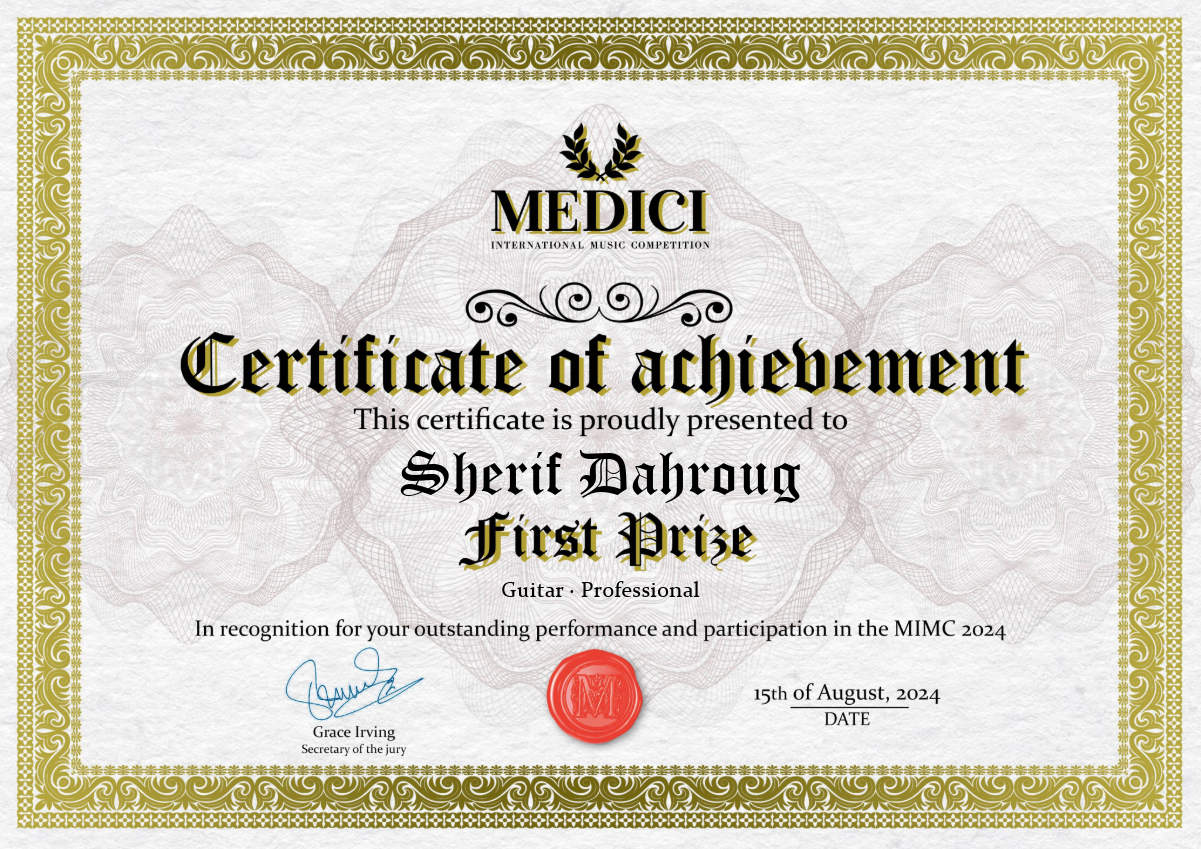 MEDICI
INTERNATIONAL MUSIC COMPETITION
Certificate of achievement
This certificate is proudly presented to
Sherif Dahroug
First Prize
Guitar · Professional
In recognition for your outstanding performance and participation in the MIMC 2024
M
15th of August, 2024
DATE
Grace Irving
Secretary of the jury